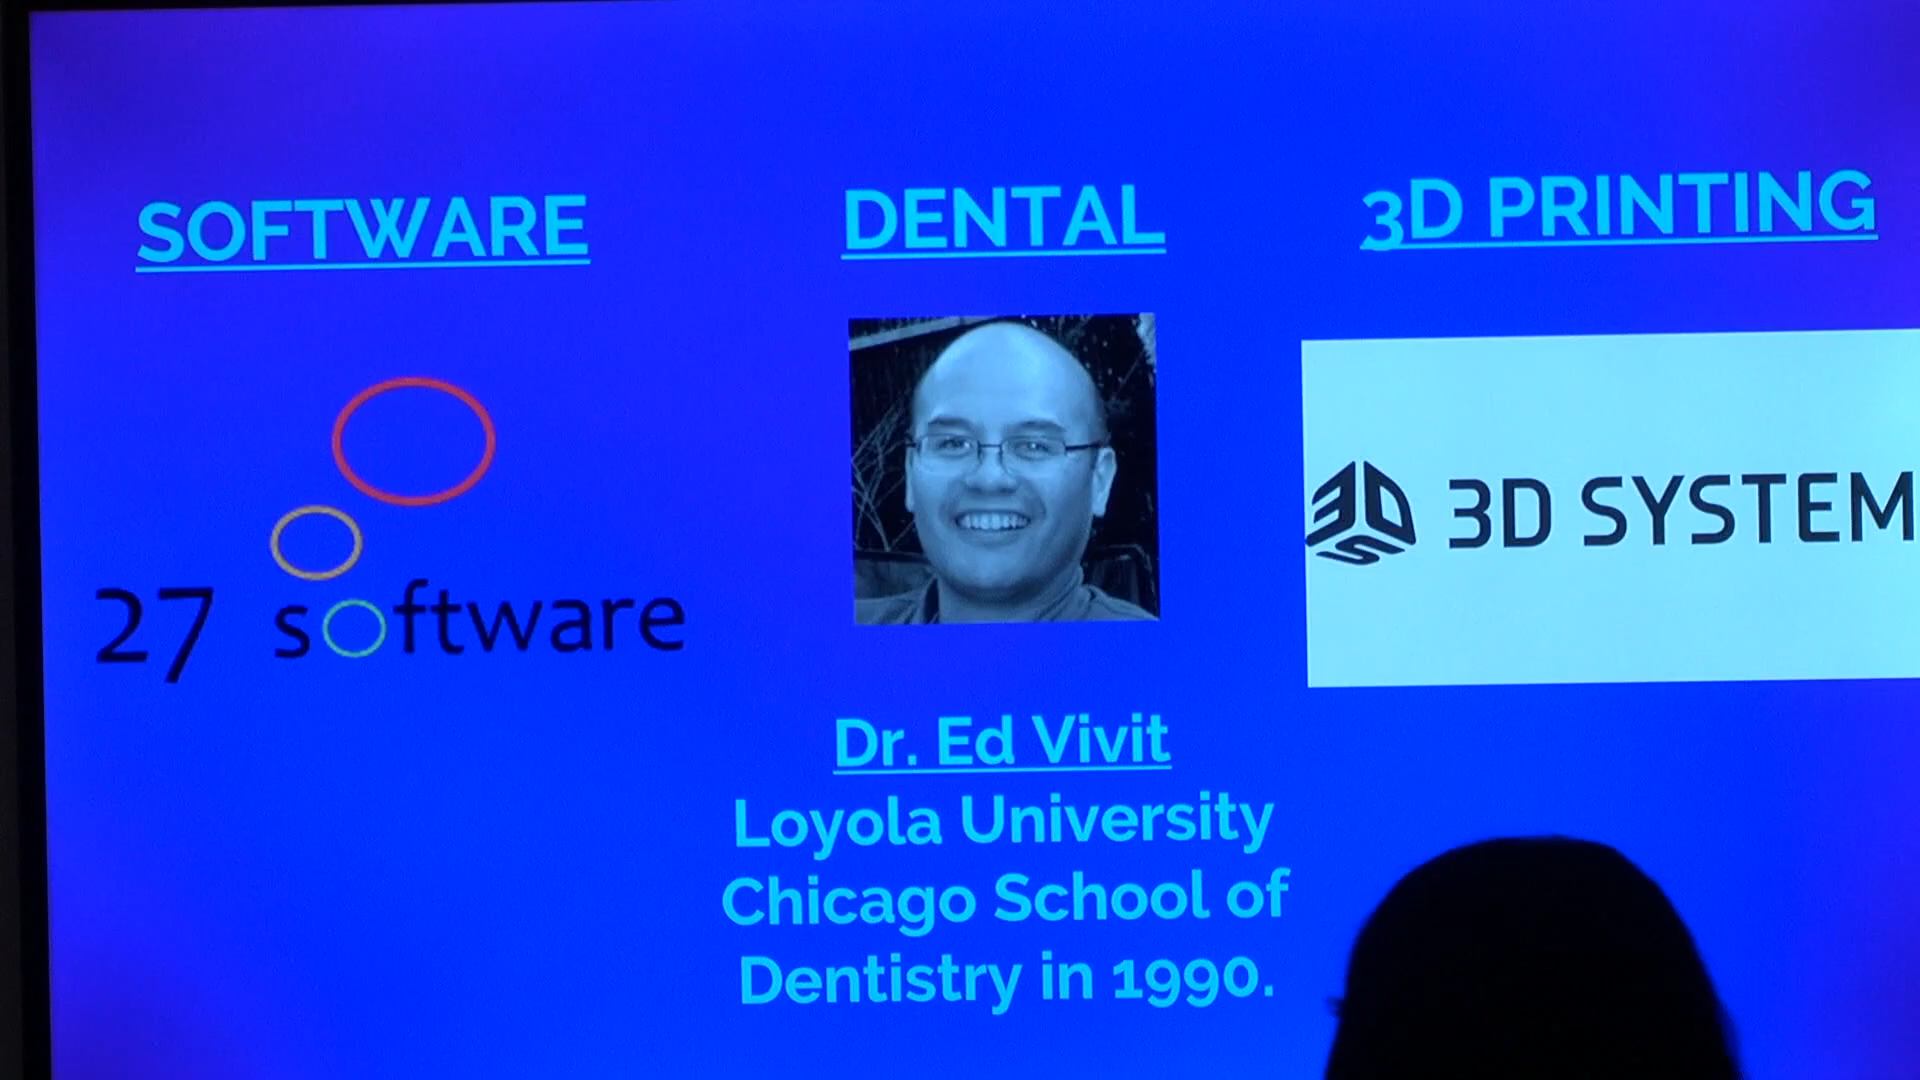 SOFTWARE
DENTAL
3D PRINTING
27 software
3DS
3D SYSTEM
Dr. Ed Vivit
Loyola University
Chicago School of
Dentistry in 1990.